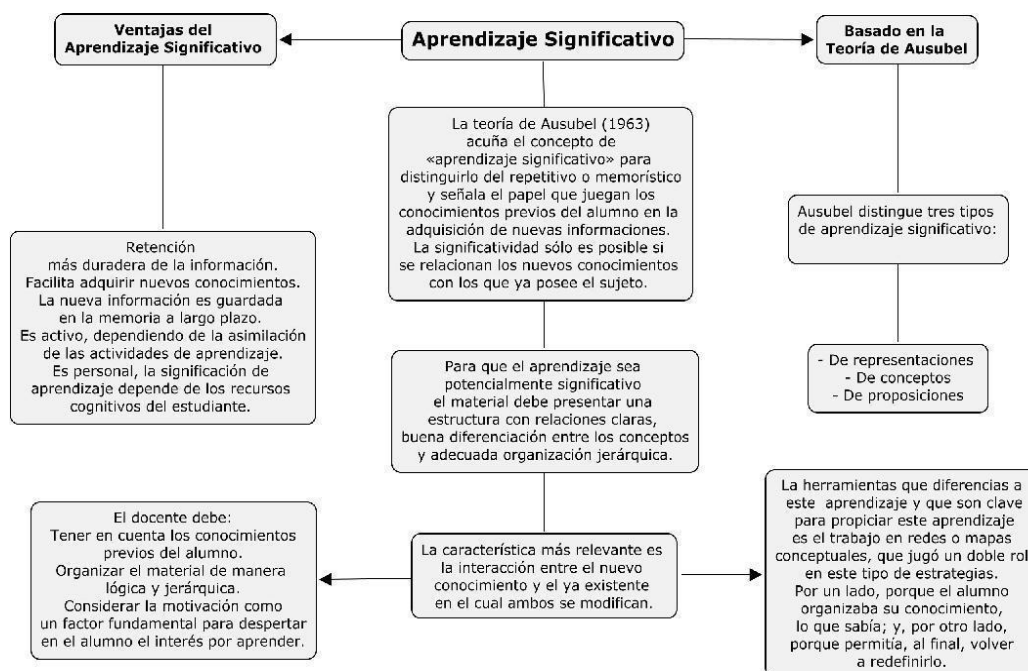 Ventajas del
Aprendizaje Significativo
Aprendizaje Significativo
Basado en la
Teoría de Ausubel
La teoría de Ausubel (1963)
acuña el concepto de
«aprendizaje significativo» para
distinguirlo del repetitivo o memorístico
y señala el papel que juegan los
conocimientos previos del alumno en la
adquisición de nuevas informaciones.
La significatividad sólo es posible si
se relacionan los nuevos conocimientos
con los que ya posee el sujeto.
Ausubel distingue tres tipos
de aprendizaje significativo:
Retención
más duradera de la información.
Facilita adquirir nuevos conocimientos.
La nueva información es guardada
en la memoria a largo plazo.
Es activo, dependiendo de la asimilación
de las actividades de aprendizaje.
Es personal, la significación de
aprendizaje depende de los recursos
cognitivos del estudiante.
Para que el aprendizaje sea
potencialmente significativo
el material debe presentar una
estructura con relaciones claras,
buena diferenciación entre los conceptos
y adecuada organización jerárquica.
- De representaciones
- De conceptos
- De proposiciones
El docente debe:
Tener en cuenta los conocimientos
previos del alumno.
Organizar el material de manera
lógica y jerárquica.
Considerar la motivación como
un factor fundamental para despertar
en el alumno el interés por aprender.
La característica más relevante es
la interacción entre el nuevo
conocimiento y el ya existente
en el cual ambos se modifican.
La herramientas que diferencias a
este aprendizaje y que son clave
para propiciar este aprendizaje
es el trabajo en redes o mapas
conceptuales, que jugó un doble rol
en este tipo de estrategias.
Por un lado, porque el alumno
organizaba su conocimiento,
lo que sabía; y, por otro lado,
porque permitía, al final, volver
a redefinirlo.